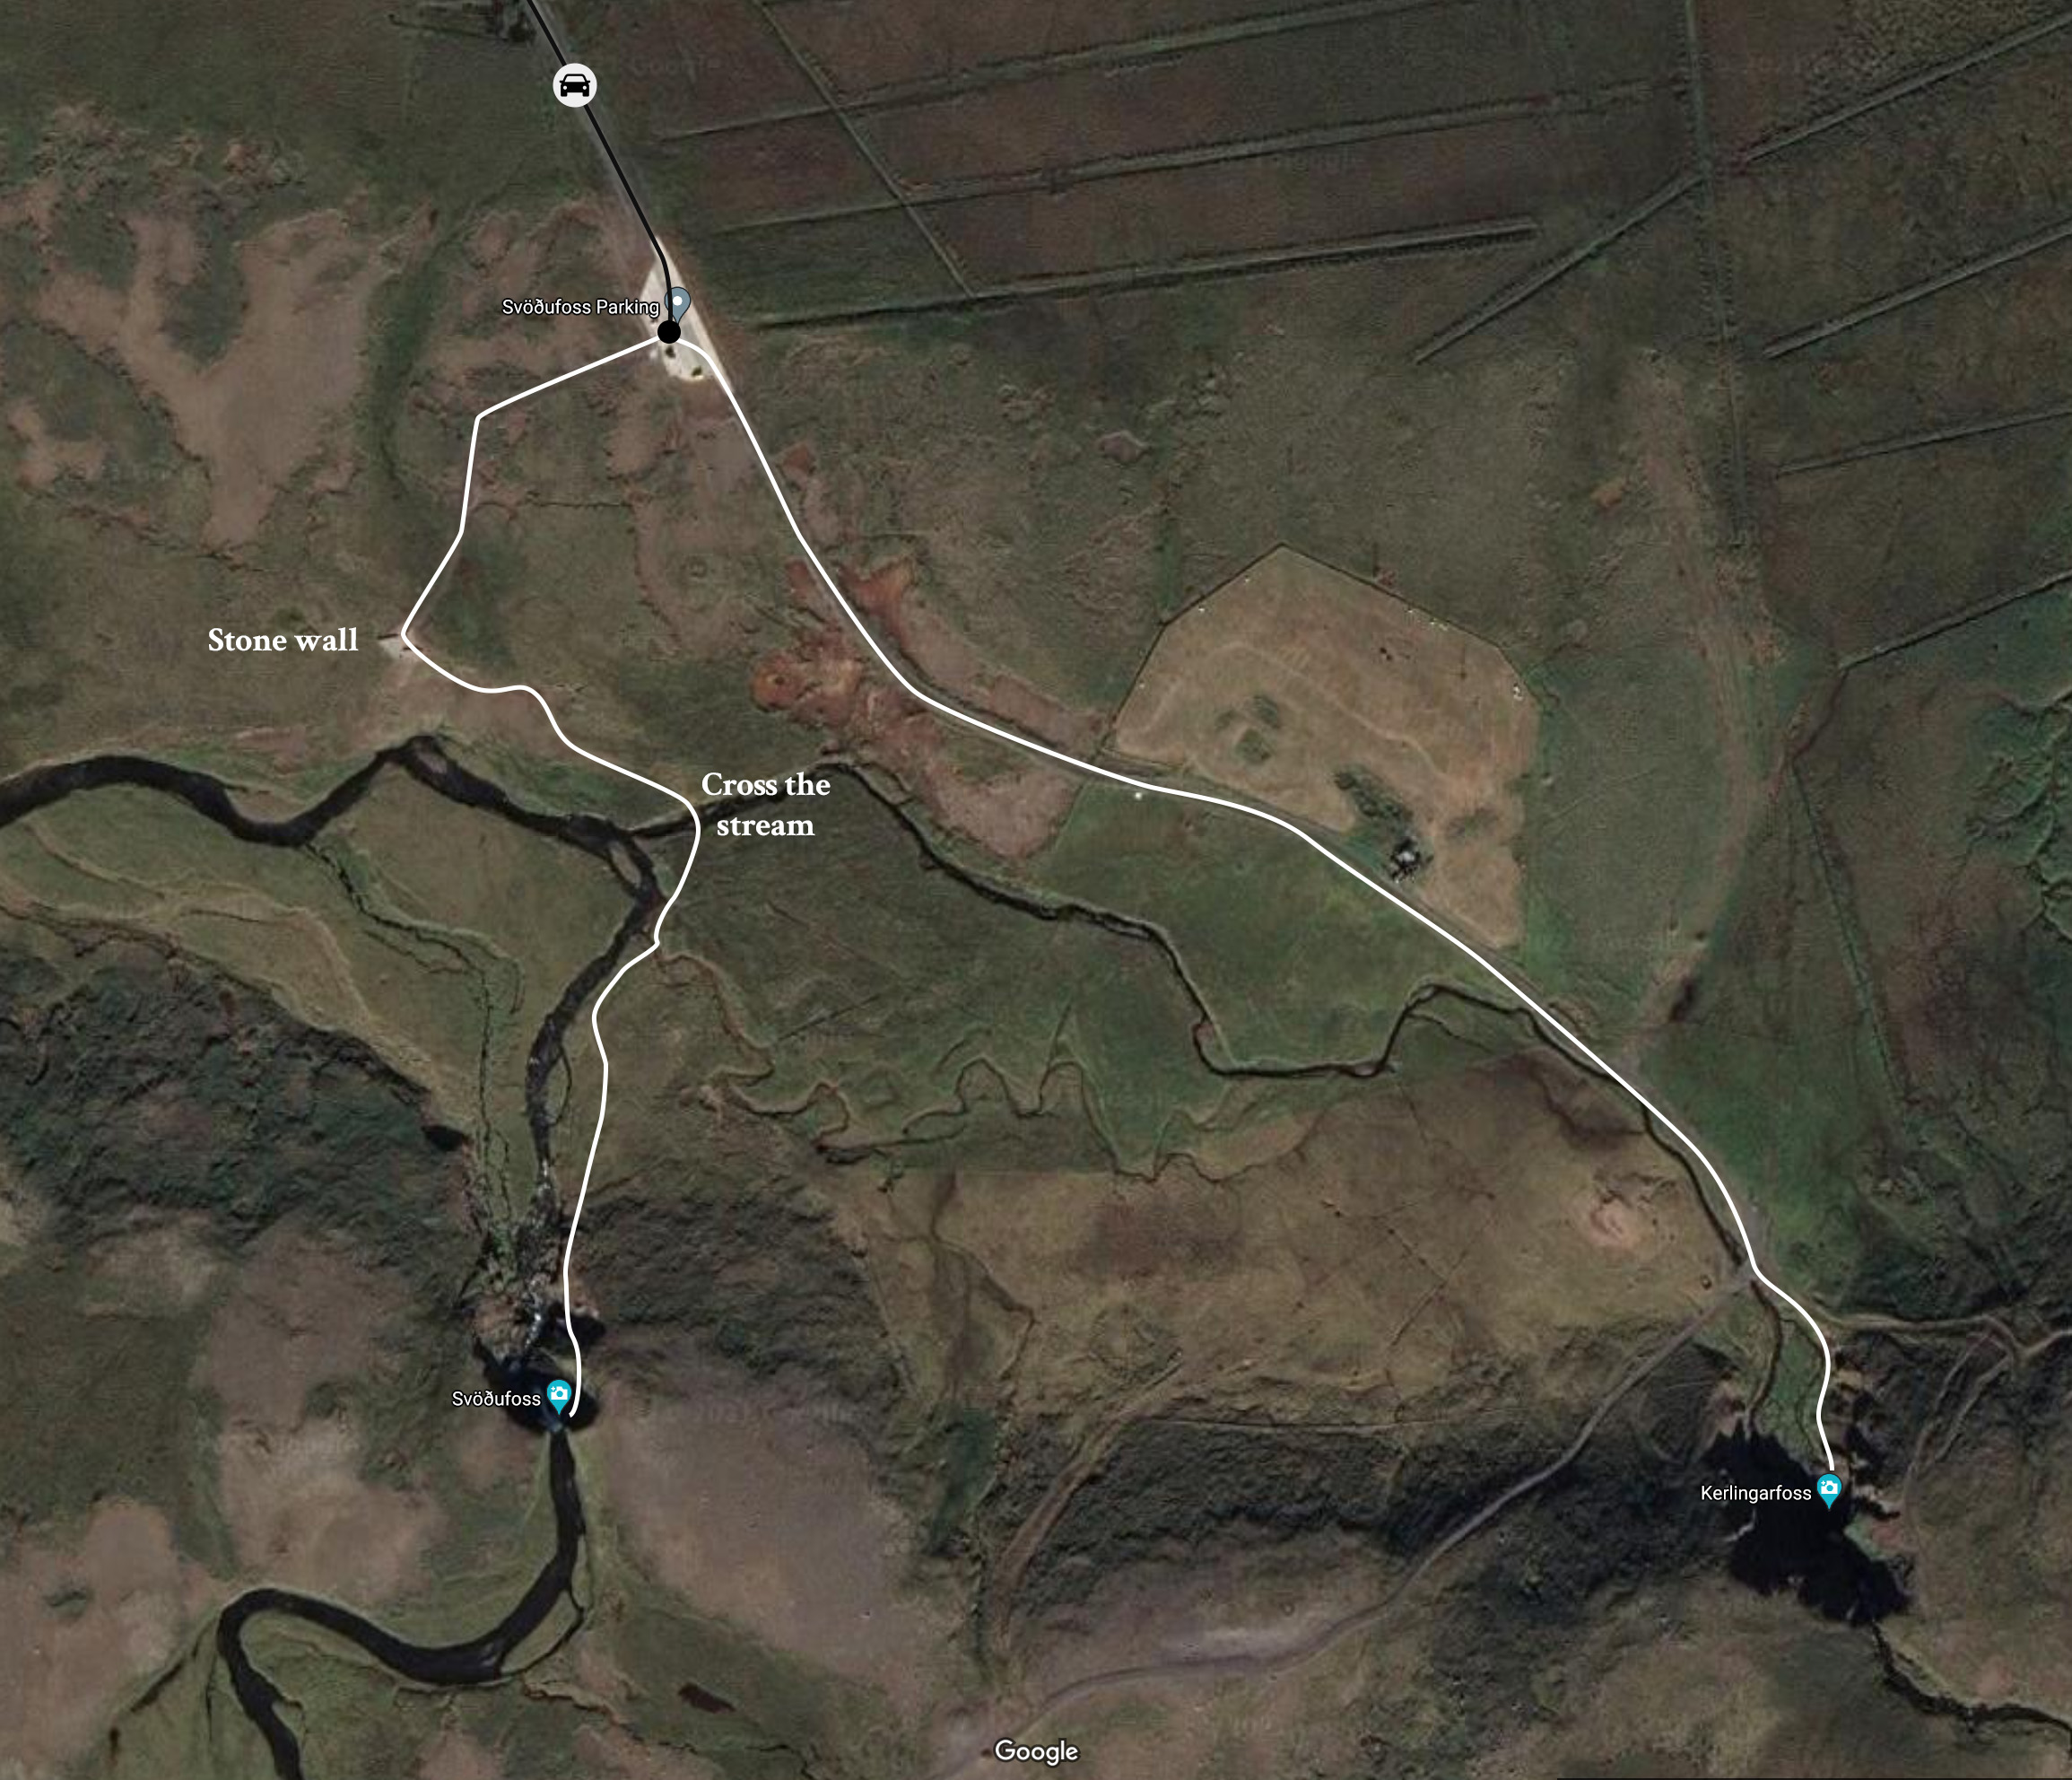 Svöðufoss Parking
Stone wall
Cross the
stream
Svöðufoss
Kerlingarfoss
Google